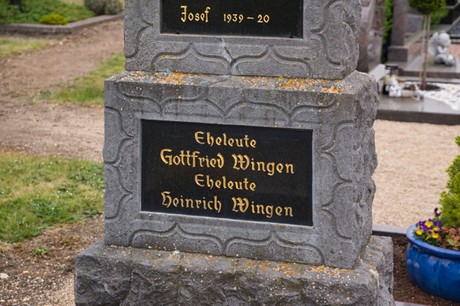 Josef 1939-20
Eheleute
Gottfried Wingen
Eheleute
Heinrich Wingen